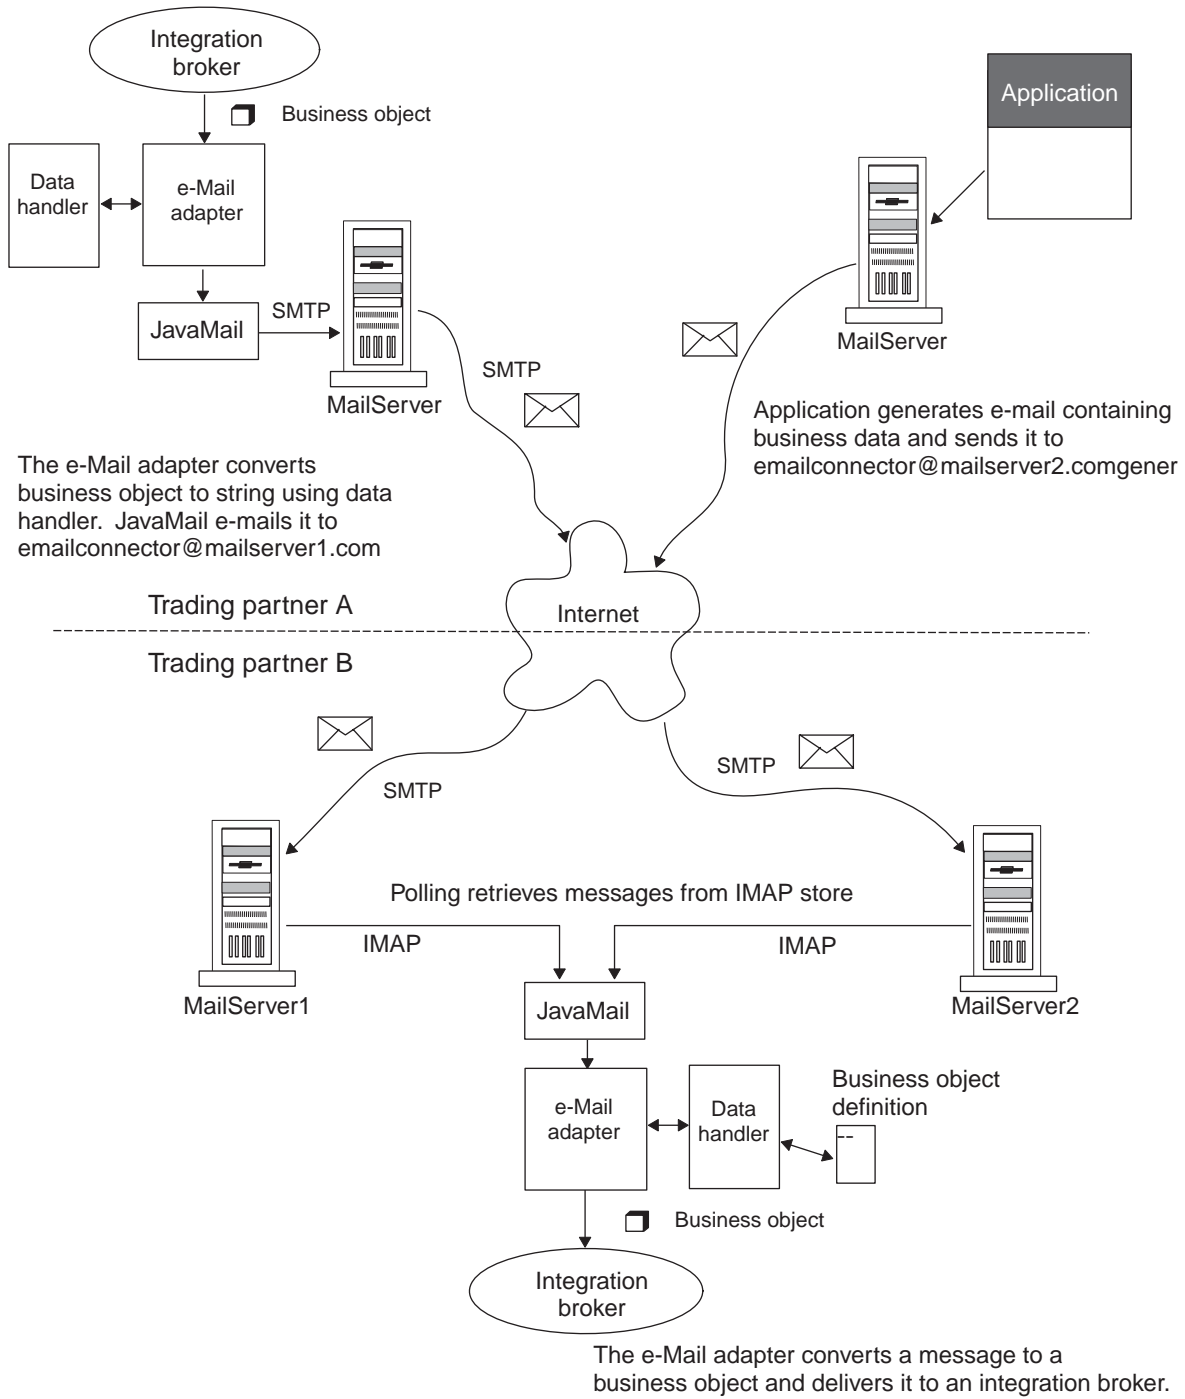 Integration
broker
Business object
Data
handler
e-Mail
adapter
JavaMail
SMTP
MailServer
SMTP
Application
MailServer
Application generates e-mail containing
business data and sends it to
emailconnector@mailserver2.comgener
The e-Mail adapter converts
business object to string using data
handler. JavaMail e-mails it to
emailconnector@mailserver1.com
Trading partner A
Internet
Trading partner B
SMTP
SMTP
Polling retrieves messages from IMAP store
IMAP
IMAP
MailServer1
JavaMail
MailServer2
e-Mail
adapter
Data
handler
Business object
definition
Business object
Integration
broker
The e-Mail adapter converts a message to a
business object and delivers it to an integration broker.